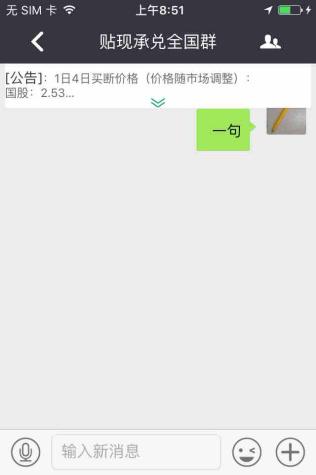 无 SIM 卡 上午8:51
贴现承兑全国群
[公告]：1日4日买断价格（价格随市场调整）：
国股：2.53...
一句
输入新消息